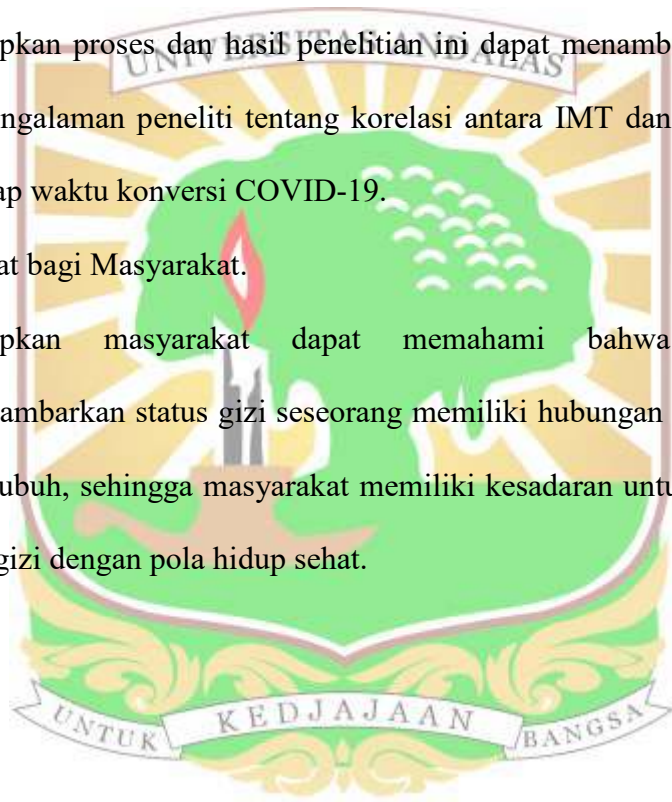 pkan proses dan hasil penelitian ini dapat menamb
UNIVERSITAS ANDALAS
ngalaman peneliti tentang korelasi antara IMT dan
ap waktu konversi COVID-19.
at bagi Masyarakat.
pkan masyarakat dapat memahami bahwa
ambarkan status gizi seseorang memiliki hubungan
ubuh, sehingga masyarakat memiliki kesadaran untu
gizi dengan pola hidup sehat.
UNTUK KEDJAJAAN BANGSA